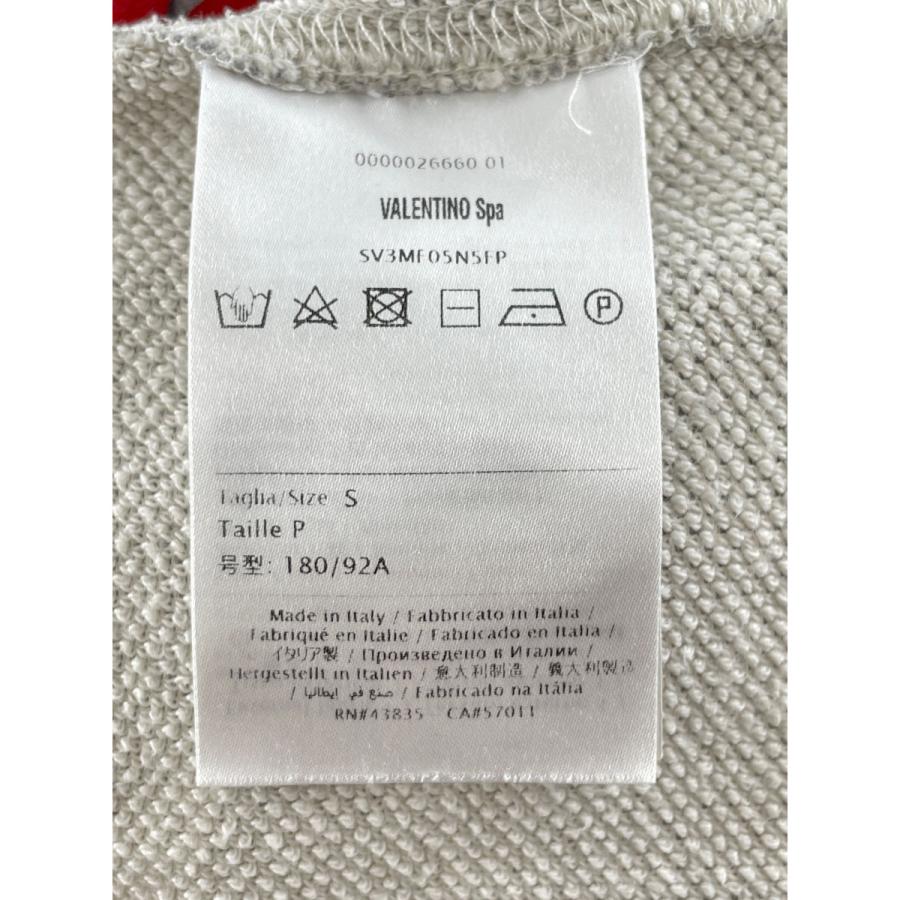 0000026660 01
VALENTINO Spa
SV3MF05N5FP
P
Taglia/Size S
Taille P
号型: 180/92A
Made in Italy / Fabbricato in Italia /
Fabriqué en Italie / Fabricado en Italia /
イタリア製 / Произведено в Италии /
Hergestellt in Italien / 意大利制造 / 義大利製造
/ صنع في إيطاليا / Fabricado na Itália
RN#43835 CA#57011